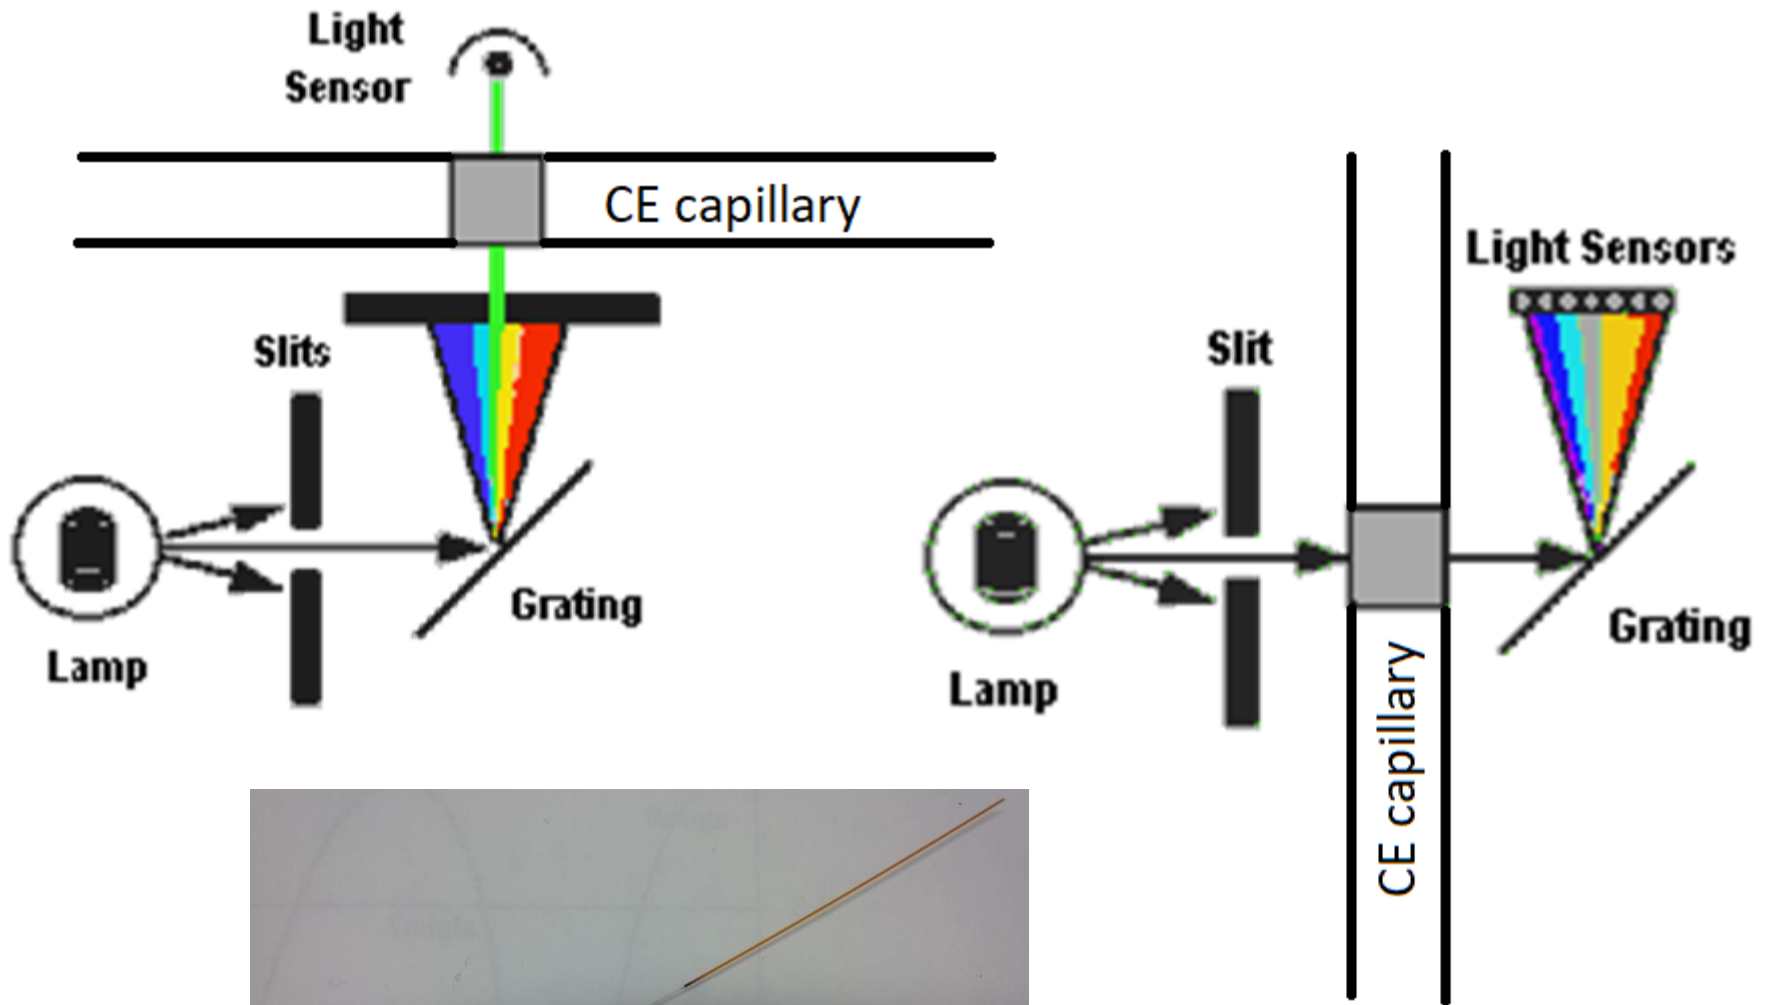 Light
Sensor
CE capillary
Slits
Grating
Lamp
Light Sensors
Slit
Grating
Lamp
CE capillary